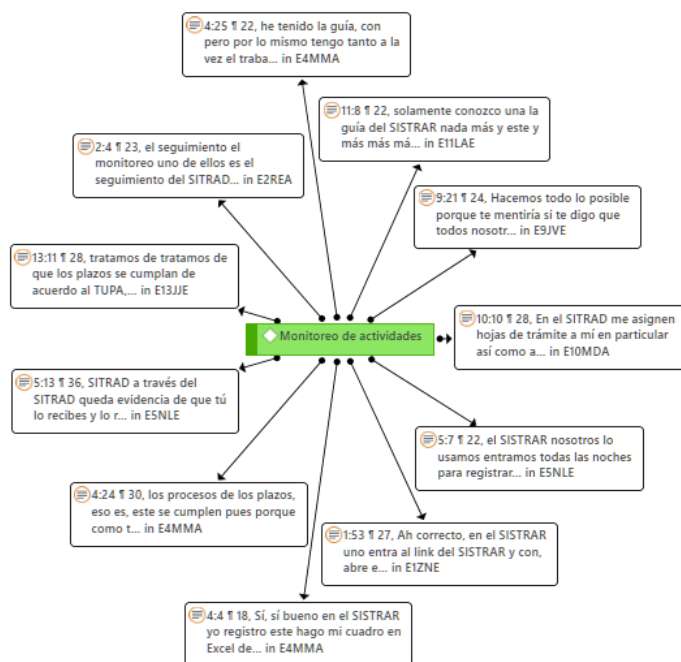 4:25 ¶ 22, he tenido la guía, con
pero por lo mismo tengo tanto a la
vez el traba... in E4MMA
11:8 ¶ 22, solamente conozco una la
guía del SISTRAR nada más y este y
más más má... in E11LAE
2:4 ¶ 23, el seguimiento el
monitoreo uno de ellos es el
seguimiento del SITRAD... in E2REA
9:21 ¶ 24, Hacemos todo lo posible
porque te mentiría si te digo que
todos nosotr... in E9JVE
13:11 ¶ 28, tratamos de tratamos de
que los plazos se cumplan de
acuerdo al TUPA,... in E13JJE
10:10 ¶ 28, En el SITRAD me asignen
hojas de trámite a mí en particular
así como a... in E10MDA
Monitoreo de actividades
5:13 ¶ 36, SITRAD a través del
SITRAD queda evidencia de que tú
lo recibes y lo r... in E5NLE
5:7 ¶ 22, el SISTRAR nosotros lo
usamos entramos todas las noches
para registrar... in E5NLE
4:24 ¶ 30, los procesos de los plazos,
eso es, este se cumplen pues porque
como t... in E4MMA
1:53 ¶ 27, Ah correcto, en el SISTRAR
uno entra al link del SISTRAR y con,
abre e... in E1ZNE
4:4 ¶ 18, Sí, sí bueno en el SISTRAR
yo registro este hago mi cuadro en
Excel de... in E4MMA